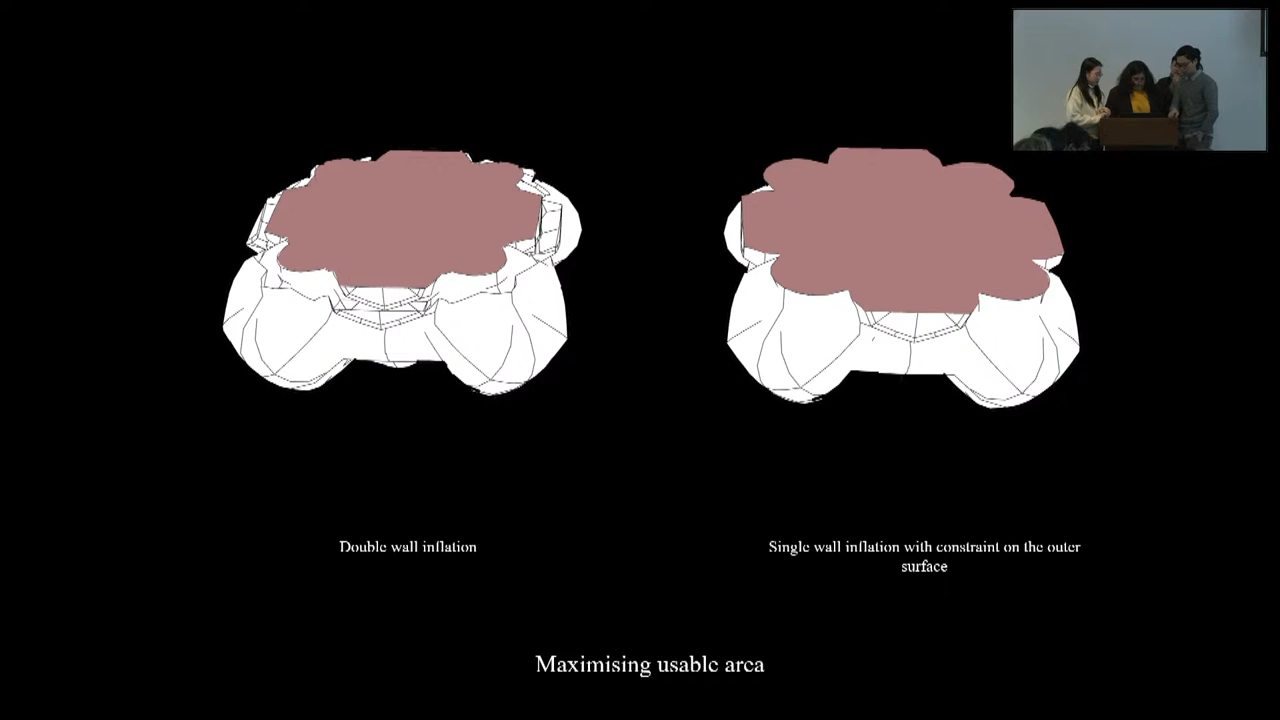 Double wall inflation
Single wall inflation with constraint on the outer
surface
Maximising usable area